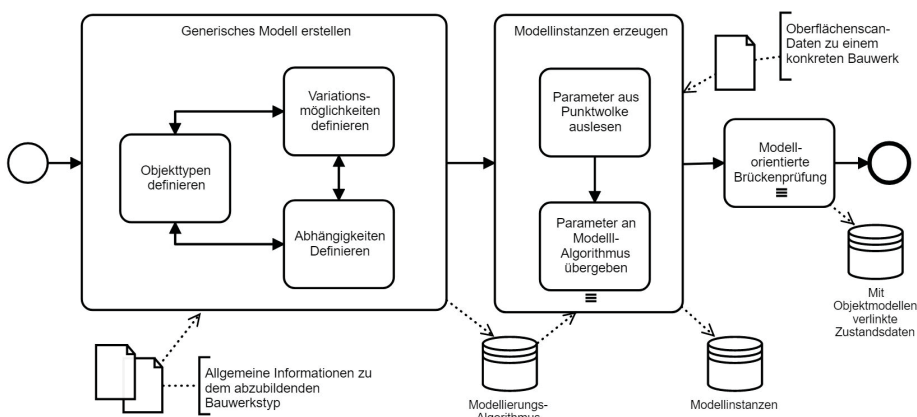 Generisches Modell erstellen
Variations-
möglichkeiten
definieren
Objekttypen
definieren
Abhängigkeiten
Definieren
Allgemeine Informationen zu
dem abzubildenden
Bauwerkstyp
Modellinstanzen erzeugen
Parameter aus
Punktwolke
auslesen
Parameter an
Modelll-
Algorithmus
übergeben
Modellierungs-
Algorithmus
Modellinstanzen
Oberflächenscan-
Daten zu einem
konkreten Bauwerk
Modell-
orientierte
Brückenprüfung
Mit
Objektmodellen
verlinkte
Zustandsdaten